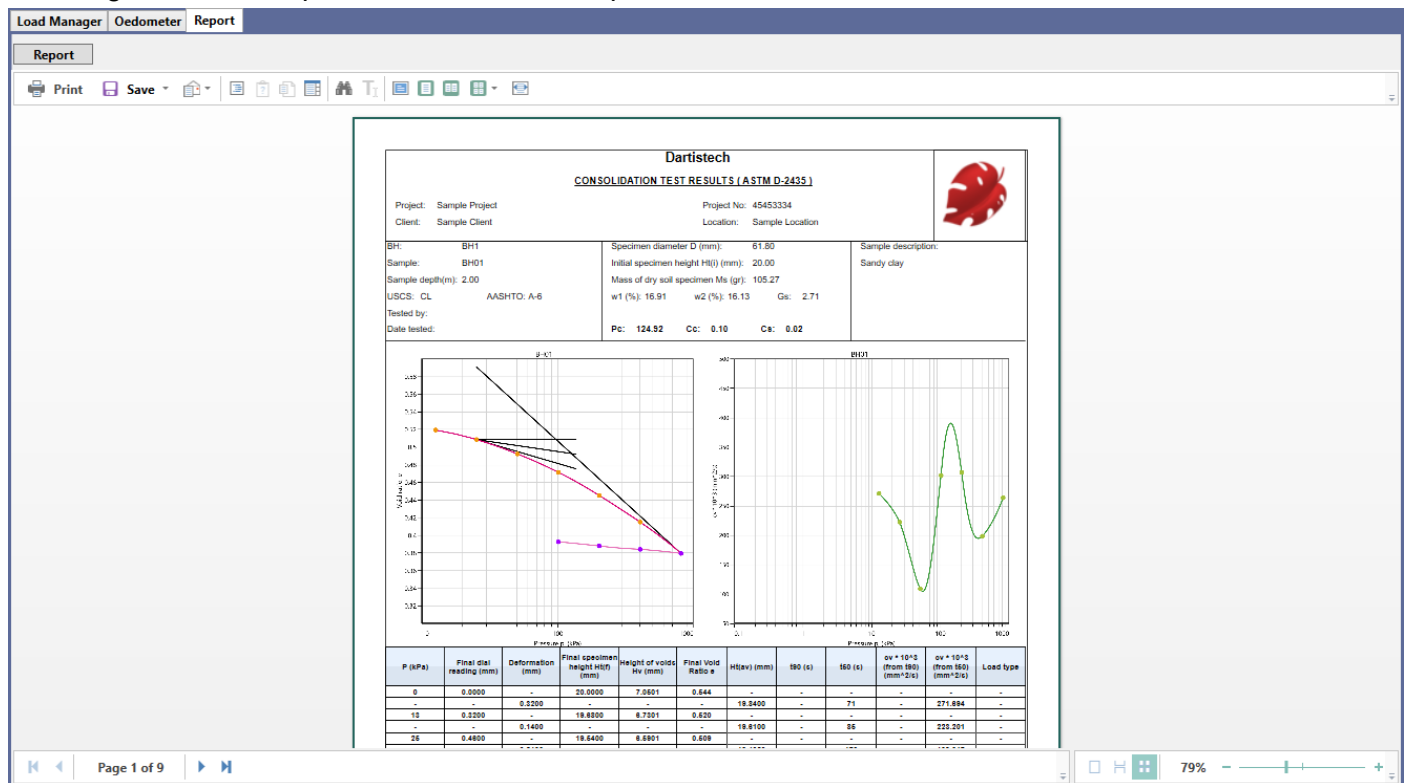 Load Manager Oedometer Report
Report
Print Save
Dartistech
CONSOLIDATION TEST RESULTS ( ASTM D-2435 )
Project: Sample Project Project No: 45453334
Client: Sample Client Location: Sample Location
BH: BH1 Specimen diameter D (mm): 61.80 Sample description:
Sample: BH01 Initial specimen height Ht(i) (mm): 20.00 Sandy clay
Sample depth(m): 2.00 Mass of dry soil specimen Ms (gr): 105.27
USCS: CL AASHTO: A-6 w1 (%): 16.91 w2 (%): 16.13 Gs: 2.71
Tested by:
Date tested: Pc: 124.92 Cc: 0.10 Cs: 0.02
BH01 BH01
P (kPa) Final dial reading (mm) Deformation (mm) Final specimen height Ht(f) (mm) Height of voids Hv (mm) Final Void Ratio e Ht(av) (mm) t90 (s) t50 (s) cv * 10^3 (from t90) (mm^2/s) cv * 10^3 (from t50) (mm^2/s) Load type
0 0.0000 - 20.0000 7.0501 0.544 - - - - - -
- - 0.3200 - - - 19.8400 - 71 - 271.694 -
13 0.3200 - 19.6800 6.7301 0.520 - - - - - -
- - 0.1400 - - - 19.6100 - 85 - 223.201 -
25 0.4600 - 19.5400 6.5901 0.509 - - - - - -
Page 1 of 9 79%